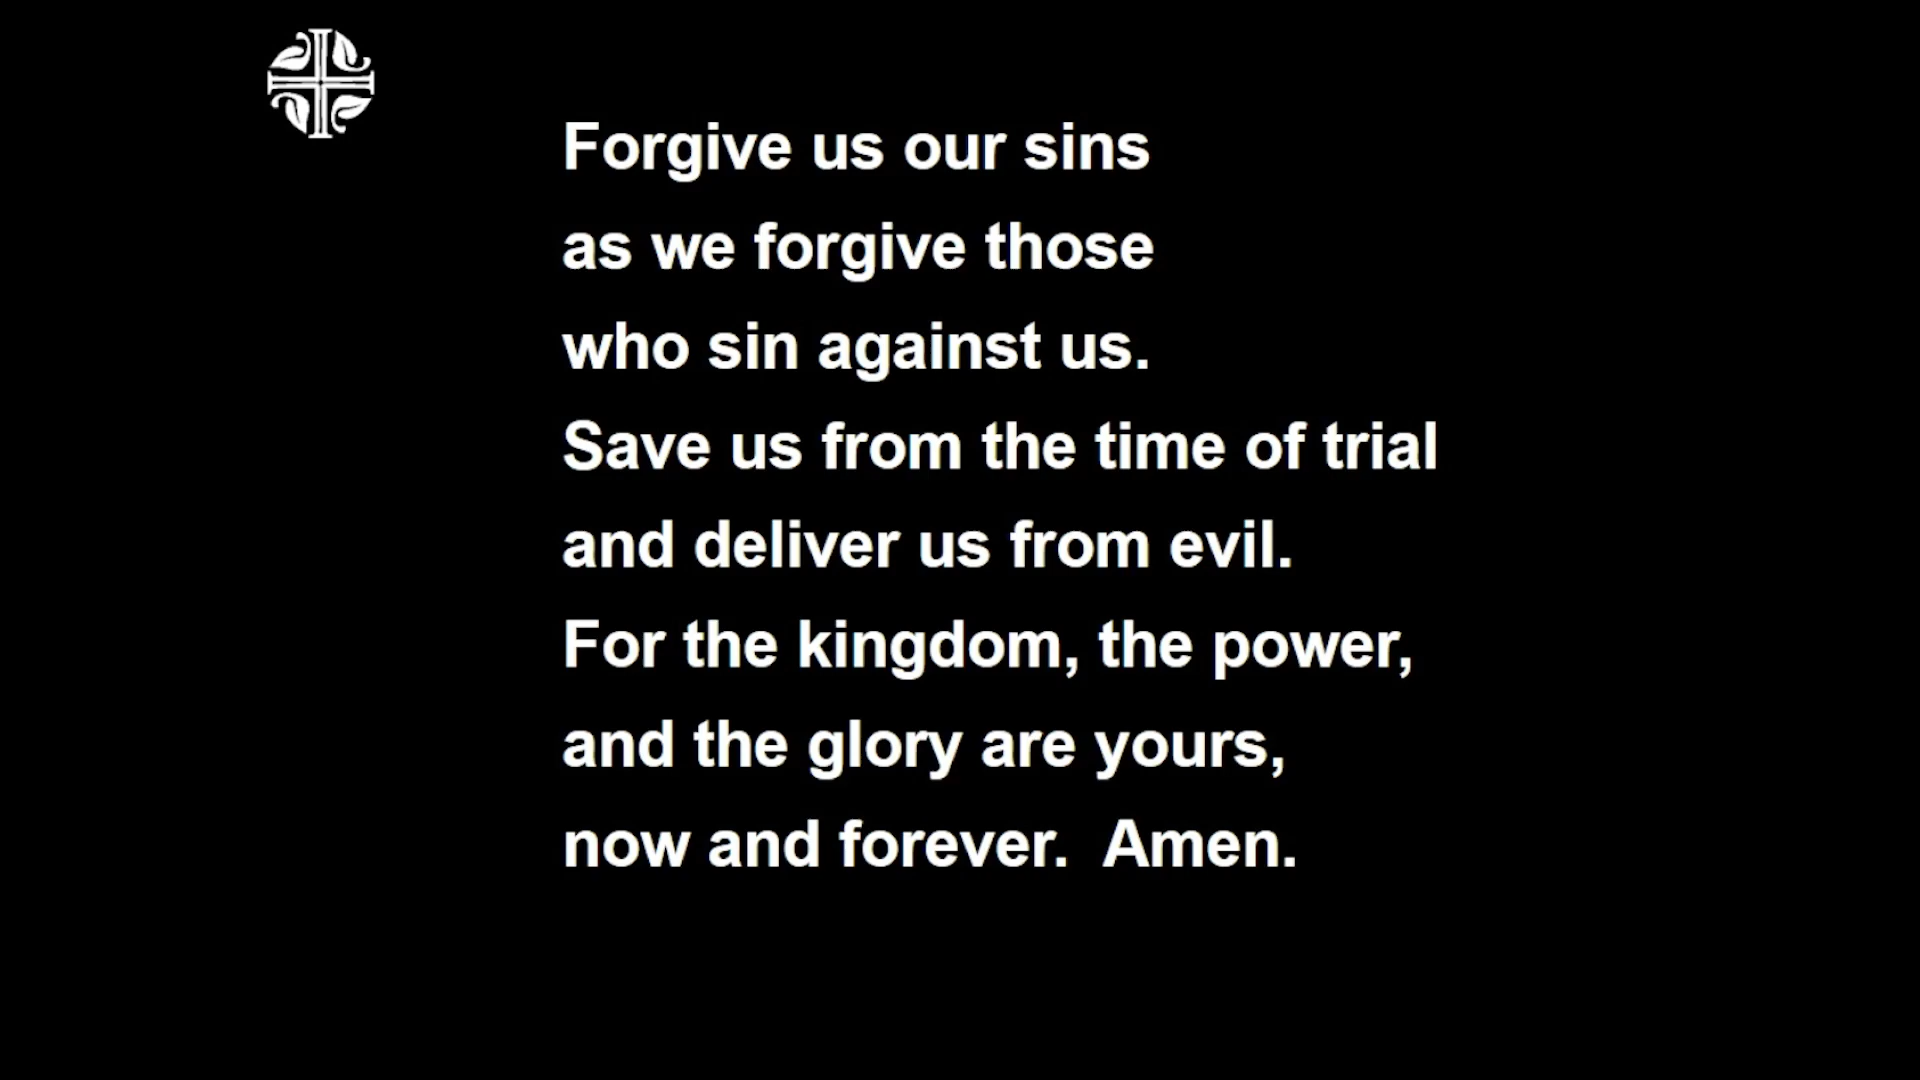 Forgive us our sins
as we forgive those
who sin against us.
Save us from the time of trial
and deliver us from evil.
For the kingdom, the power,
and the glory are yours,
now and forever.  Amen.